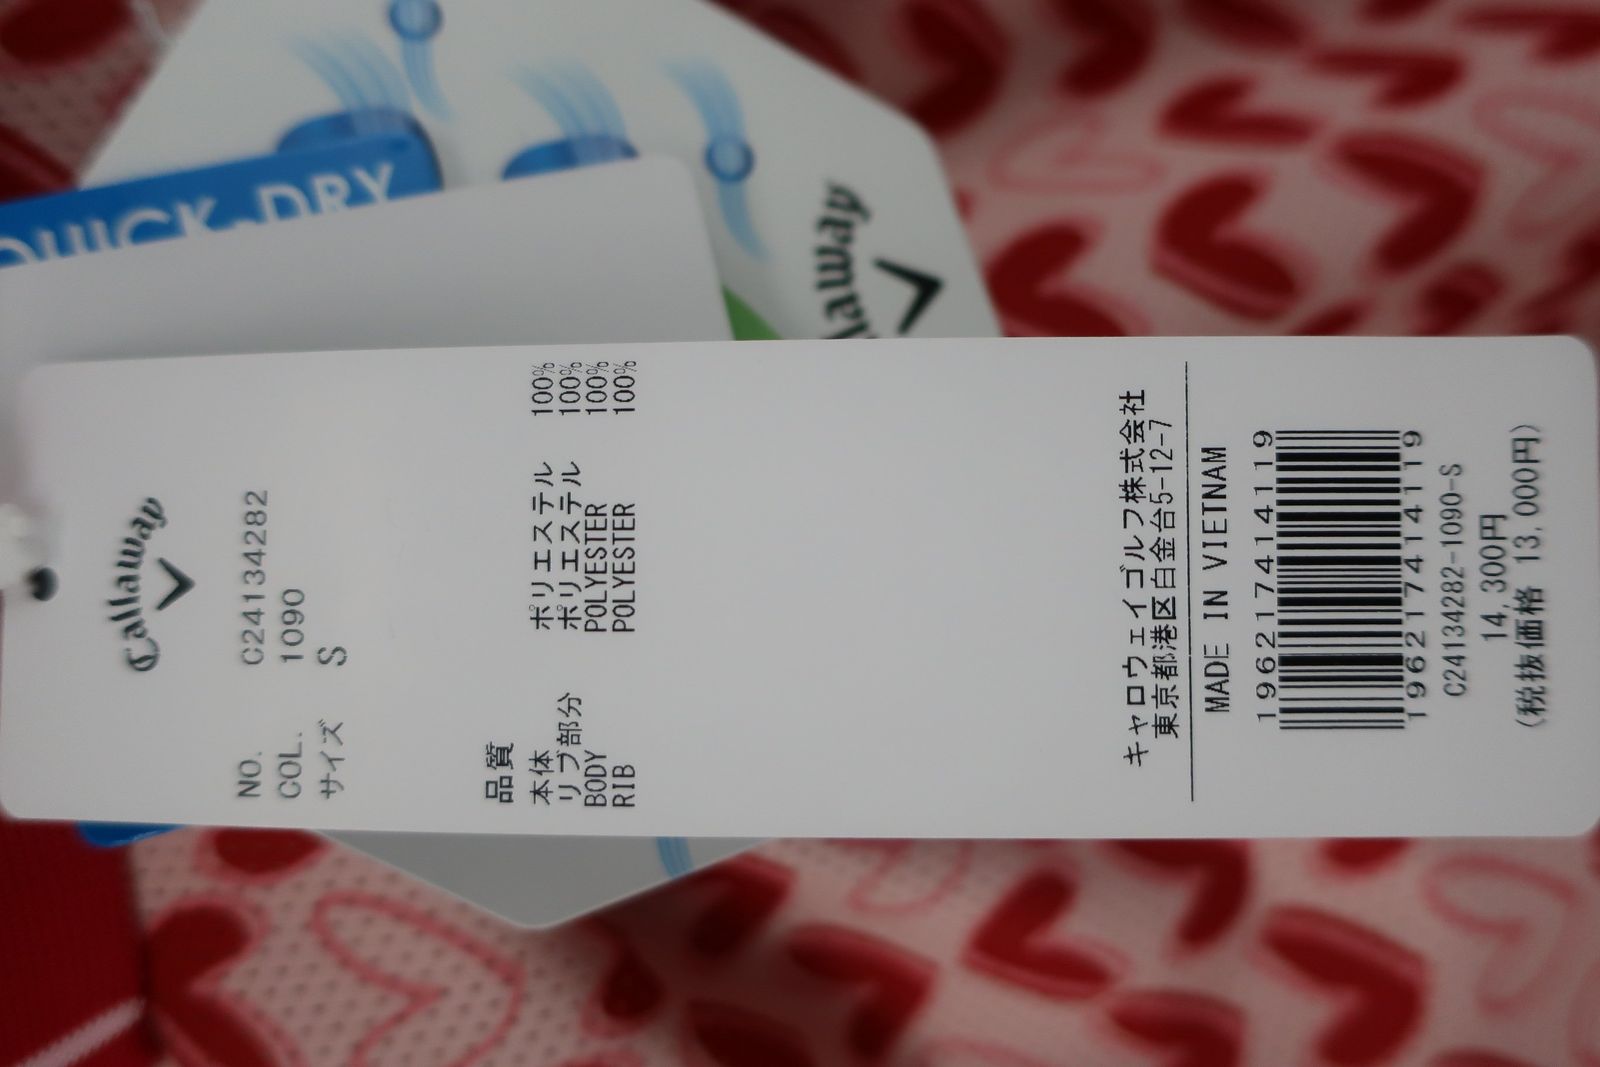 QUICK-DRY
Callaway
Callaway
NO. C24134282
COL. 1090
サイズ S
品質
本体 ポリエステル 100%
リブ部分 ポリエステル 100%
BODY POLYESTER 100%
RIB POLYESTER 100%
キャロウェイゴルフ株式会社
東京都港区白金台5-12-7
MADE IN VIETNAM
196217414119
196217414119
C24134282-1090-S
14,300円
(税抜価格 13,000円)